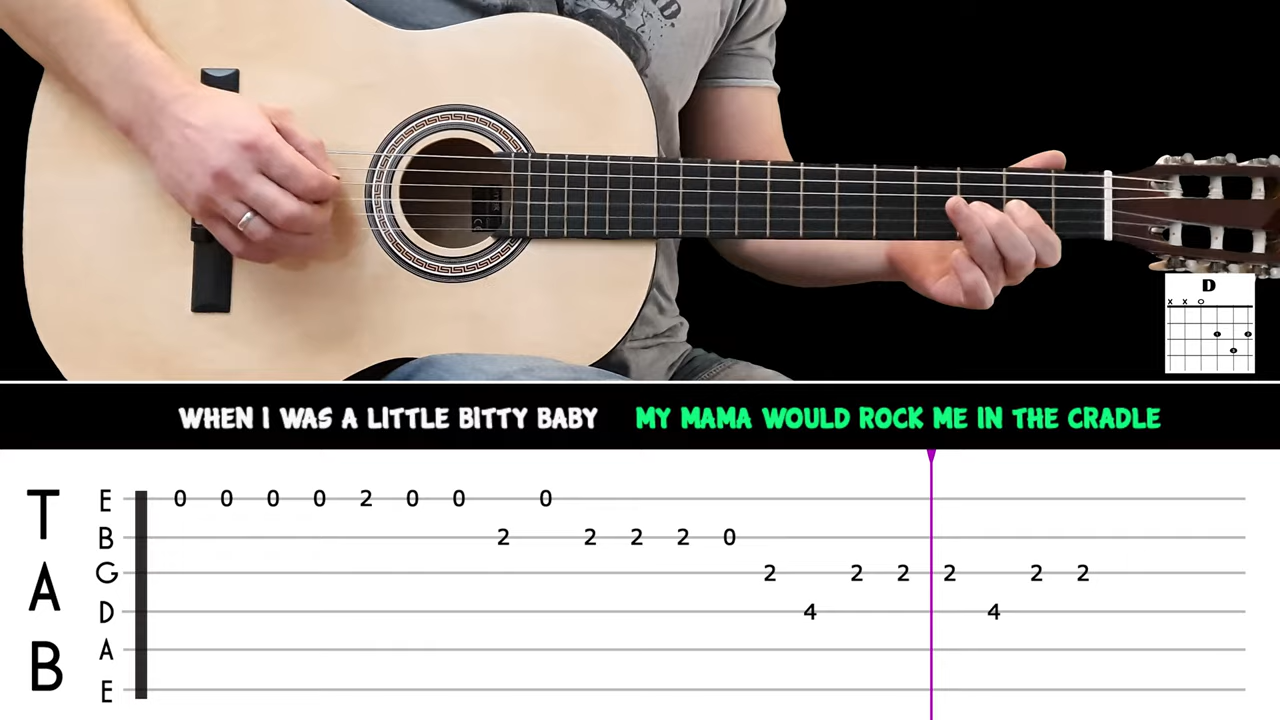 D
x x o
WHEN I WAS A LITTLE BITTY BABY MY MAMA WOULD ROCK ME IN THE CRADLE
TAB
E 0 0 0 0 2 0 0 0
B 2 2 2 2 0
G 2 2 2 2 2 2
D 4 4
A
E